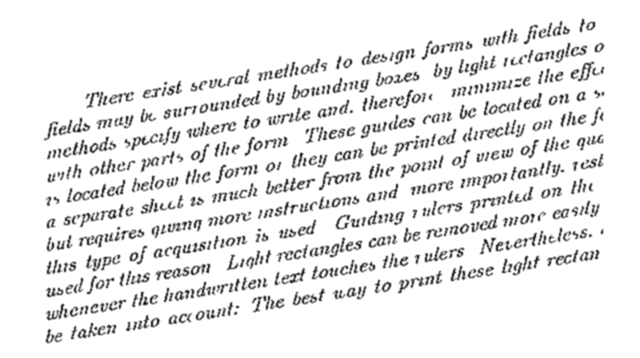 There exist several methods to design forms with fields to
fields may be surrounded by bounding boxes by light rectangles o
methods specify where to write and, therefore minimize the effe
with other parts of the form These guides can be located on a s
is located below the form or they can be printed directly on the fo
a separate sheet is much better from the point of view of the qua
but requires giving more instructions and more importantly, rest
this type of acquisition is used Guiding rulers printed on the
used for this reason Light rectangles can be removed more easily
whenever the handwritten text touches the rulers Nevertheless,
be taken into account: The best way to print these light rectan